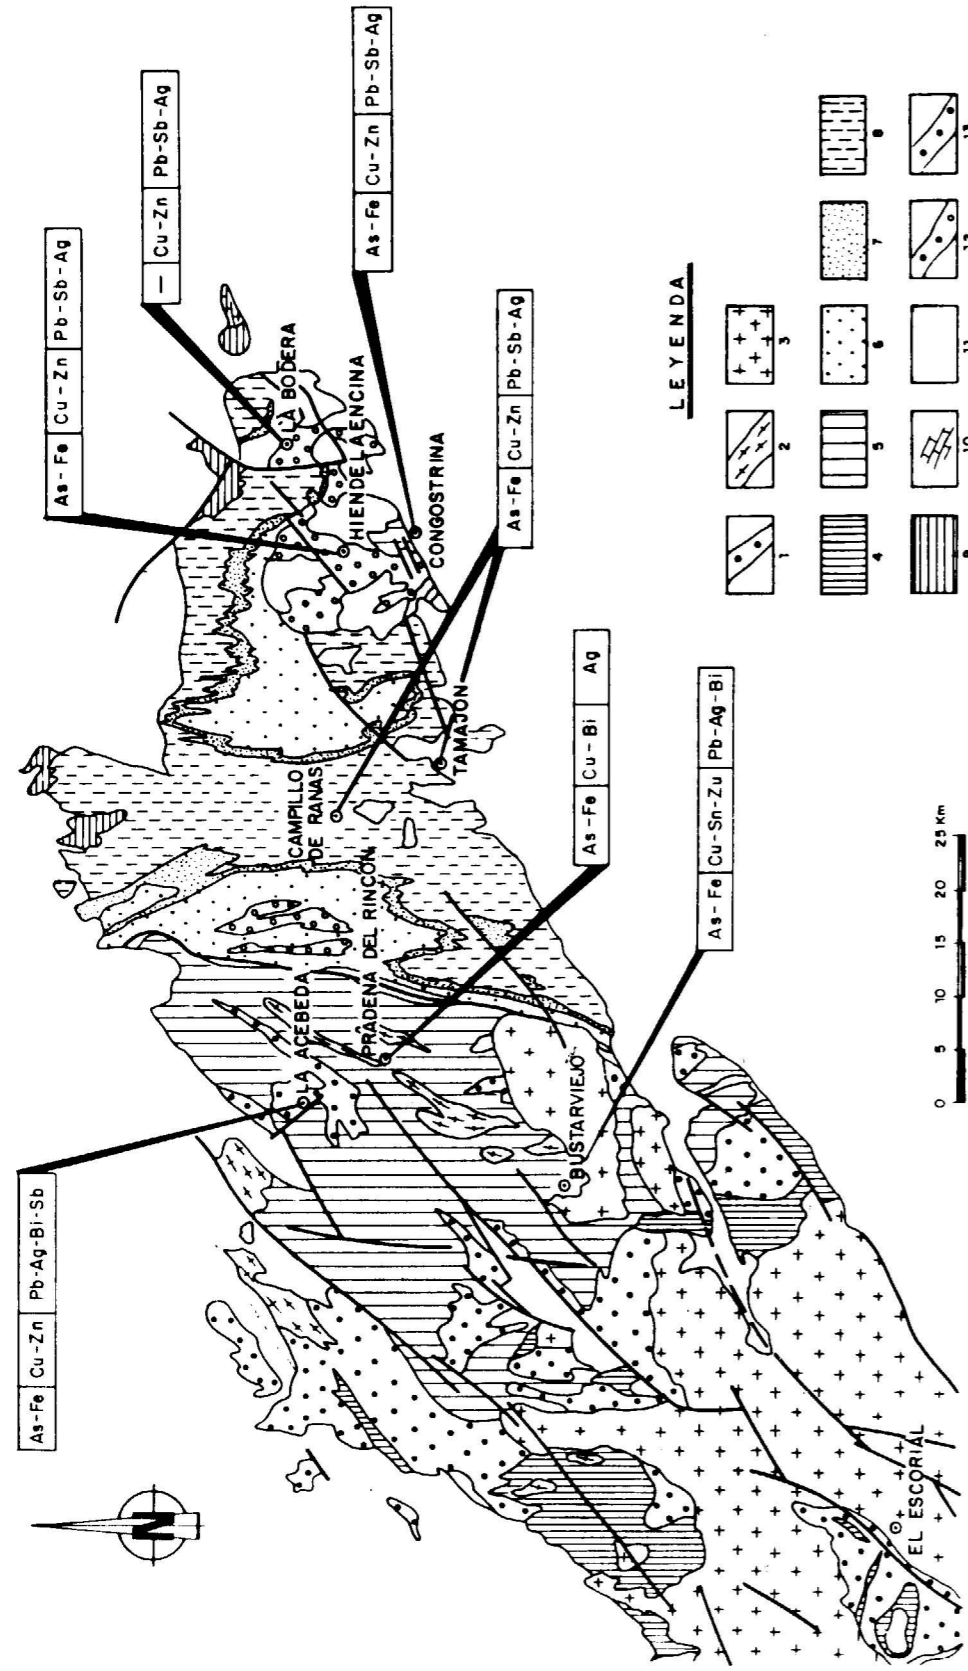 As-Fe Cu-Zn Pb-Ag-Bi-Sb
As-Fe Cu-Zn Pb-Sb-Ag
— Cu-Zn Pb-Sb-Ag
As-Fe Cu-Zn Pb-Sb-Ag
As-Fe Cu-Zn Pb-Sb-Ag
As-Fe Cu-Bi Ag
As-Fe Cu-Sn-Zu Pb-Ag-Bi
N
LA ACEBEDA
PRADENA DEL RINCON
CAMPILLO
DE RANAS
LA BODERA
HIENDELAENCINA
CONGOSTRINA
TAMAJON
BUSTARVIEJO
EL ESCORIAL
0 5 10 15 20 25 Km
LEYENDA
1 2 3
4 5 6 7 8
9 10 11 12 13